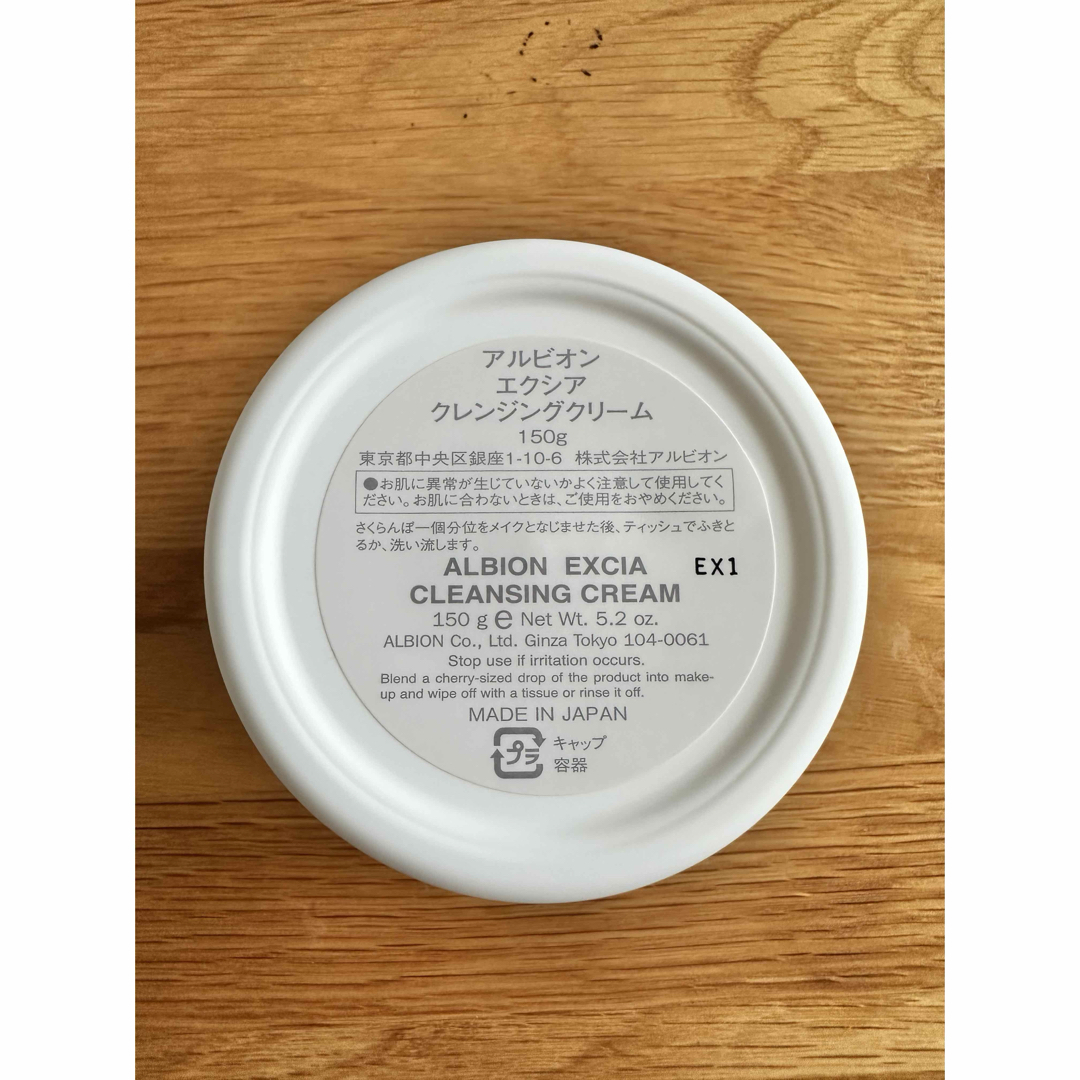 アルビオン
エクシア
クレンジングクリーム
150g
東京都中央区銀座1-10-6 株式会社アルビオン
●お肌に異常が生じていないかよく注意して使用してく
ださい。お肌に合わないときは、ご使用をおやめください。
さくらんぼ一個分位をメイクとなじませた後、ティッシュでふきと
るか、洗い流します。
ALBION EXCIA EX1
CLEANSING CREAM
150 g ℮ Net Wt. 5.2 oz.
ALBION Co., Ltd. Ginza Tokyo 104-0061
Stop use if irritation occurs.
Blend a cherry-sized drop of the product into make-
up and wipe off with a tissue or rinse it off.
MADE IN JAPAN
プラ キャップ
容器